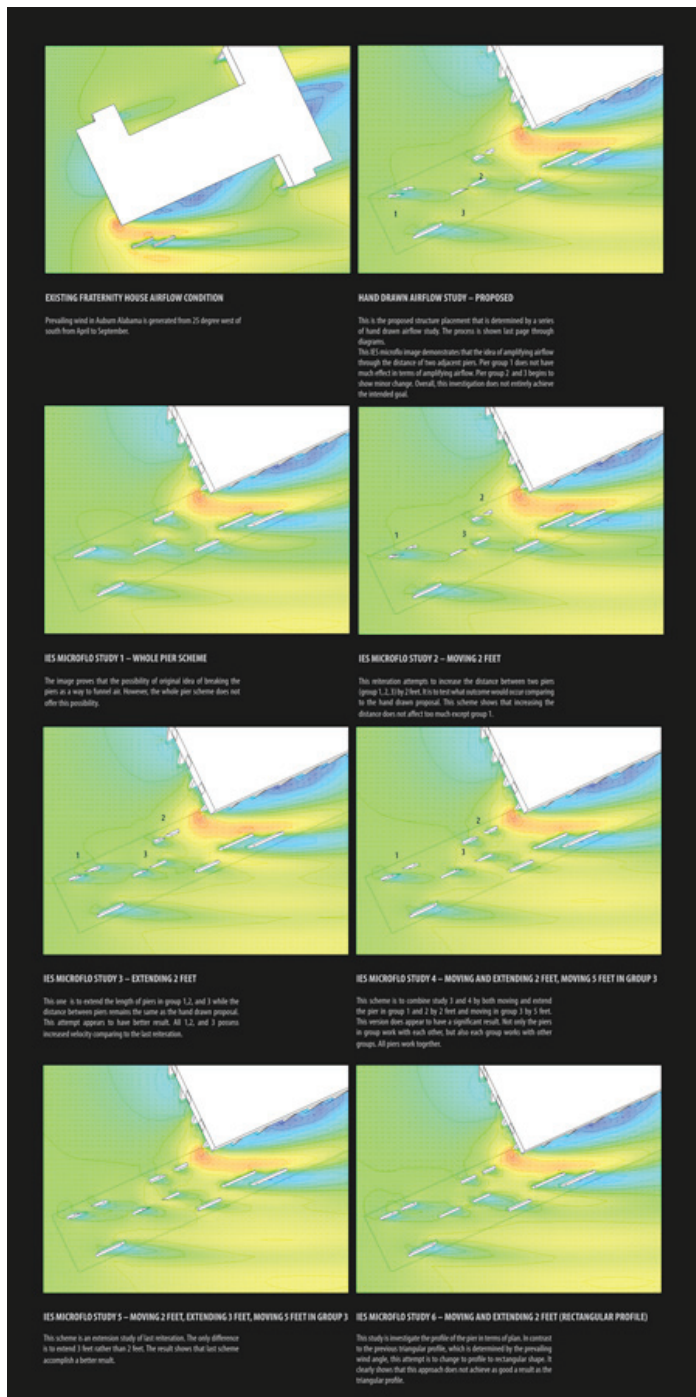 1
2
3
EXISTING FRATERNITY HOUSE AIRFLOW CONDITION
Prevailing wind in Auburn Alabama is generated from 25 degree west of
south from April to September.
HAND DRAWN AIRFLOW STUDY – PROPOSED
This is the proposed structure placement that is determined by a series
of hand drawn airflow study. The process is shown last page through
diagrams.
This IES microflo image demonstrates that the idea of amplifying airflow
through the distance of two adjacent piers. Pier group 1 does not have
much effect in terms of amplifying airflow. Pier group 2 and 3 begins to
show minor change. Overall, this investigation does not entirely achieve
the intended goal.
1
2
3
IES MICROFLO STUDY 1 – WHOLE PIER SCHEME
The image proves that the possibility of original idea of breaking the
piers as a way to funnel air. However, the whole pier scheme does not
offer this possibility.
IES MICROFLO STUDY 2 – MOVING 2 FEET
This reiteration attempts to increase the distance between two piers
(group 1, 2, 3) by 2 feet. It is to test what outcome would occur comparing
to the hand drawn proposal. This scheme shows that increasing the
distance does not affect too much except group 1.
1
2
3
1
2
3
IES MICROFLO STUDY 3 – EXTENDING 2 FEET
This one is to extend the length of piers in group 1,2, and 3 while the
distance between piers remains the same as the hand drawn proposal.
This attempt appears to have better result. All 1,2, and 3 possess
increased velocity comparing to the last reiteration.
IES MICROFLO STUDY 4 – MOVING AND EXTENDING 2 FEET, MOVING 5 FEET IN GROUP 3
This scheme is to combine study 3 and 4 by both moving and extend
the pier in group 1 and 2 by 2 feet and moving in group 3 by 5 feet.
This version does appear to have a significant result. Not only the piers
in group work with each other, but also each group works with other
groups. All piers work together.
IES MICROFLO STUDY 5 – MOVING 2 FEET, EXTENDING 3 FEET, MOVING 5 FEET IN GROUP 3
This scheme is an extension study of last reiteration. The only difference
is to extend 3 feet rather than 2 feet. The result shows that last scheme
accomplish a better result.
IES MICROFLO STUDY 6 – MOVING AND EXTENDING 2 FEET (RECTANGULAR PROFILE)
This study is investigate the profile of the pier in terms of plan. In contrast
to the previous triangular profile, which is determined by the prevailing
wind angle, this attempt is to change to profile to rectangular shape. It
clearly shows that this approach does not achieve as good a result as the
triangular profile.